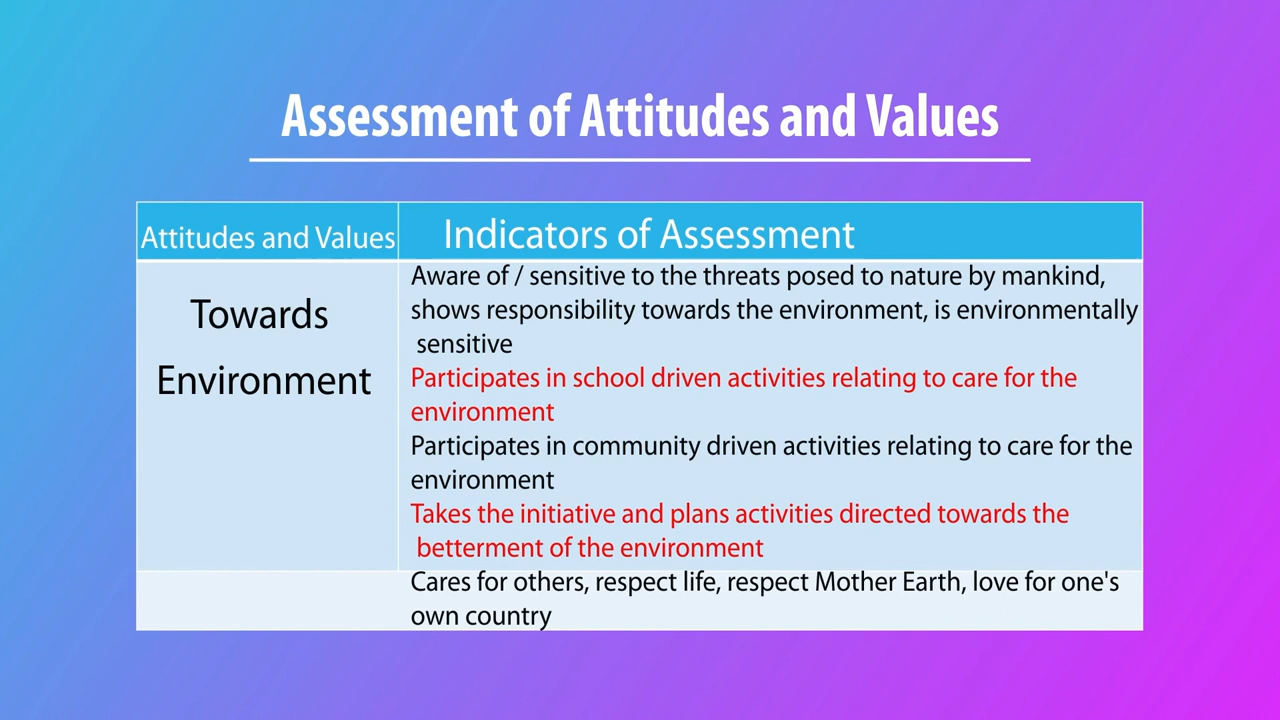 Assessment of Attitudes and Values
Attitudes and Values
Indicators of Assessment
Towards
Environment
Aware of / sensitive to the threats posed to nature by mankind,
shows responsibility towards the environment, is environmentally
sensitive
Participates in school driven activities relating to care for the
environment
Participates in community driven activities relating to care for the
environment
Takes the initiative and plans activities directed towards the
betterment of the environment
Cares for others, respect life, respect Mother Earth, love for one's
own country